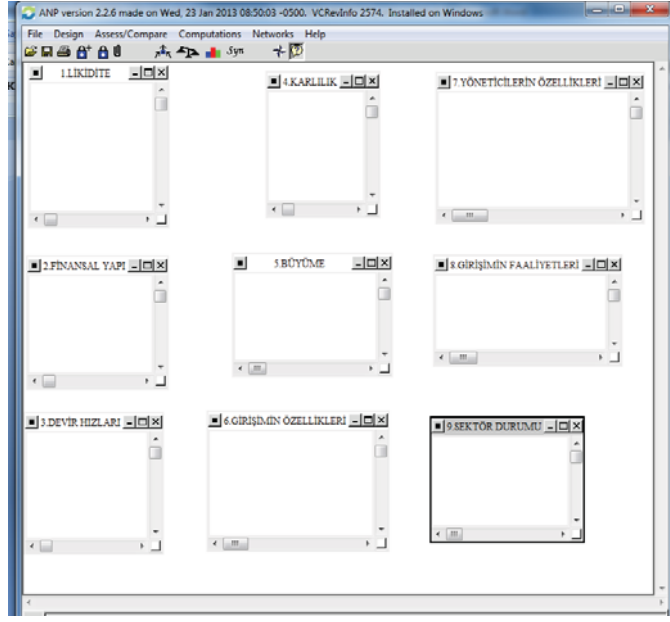 ANP version 2.2.6 made on Wed, 23 Jan 2013 08:50:03 -0500. VCRevInfo 2574. Installed on Windows
File Design Assess/Compare Computations Networks Help
Syn
1.LİKİDİTE
4.KARLILIK
7.YÖNETİCİLERİN ÖZELLİKLERİ
2.FİNANSAL YAPI
5.BÜYÜME
8.GİRİŞİMİN FAALİYETLERİ
3.DEVİR HIZLARI
6.GİRİŞİMİN ÖZELLİKLERİ
9.SEKTÖR DURUMU